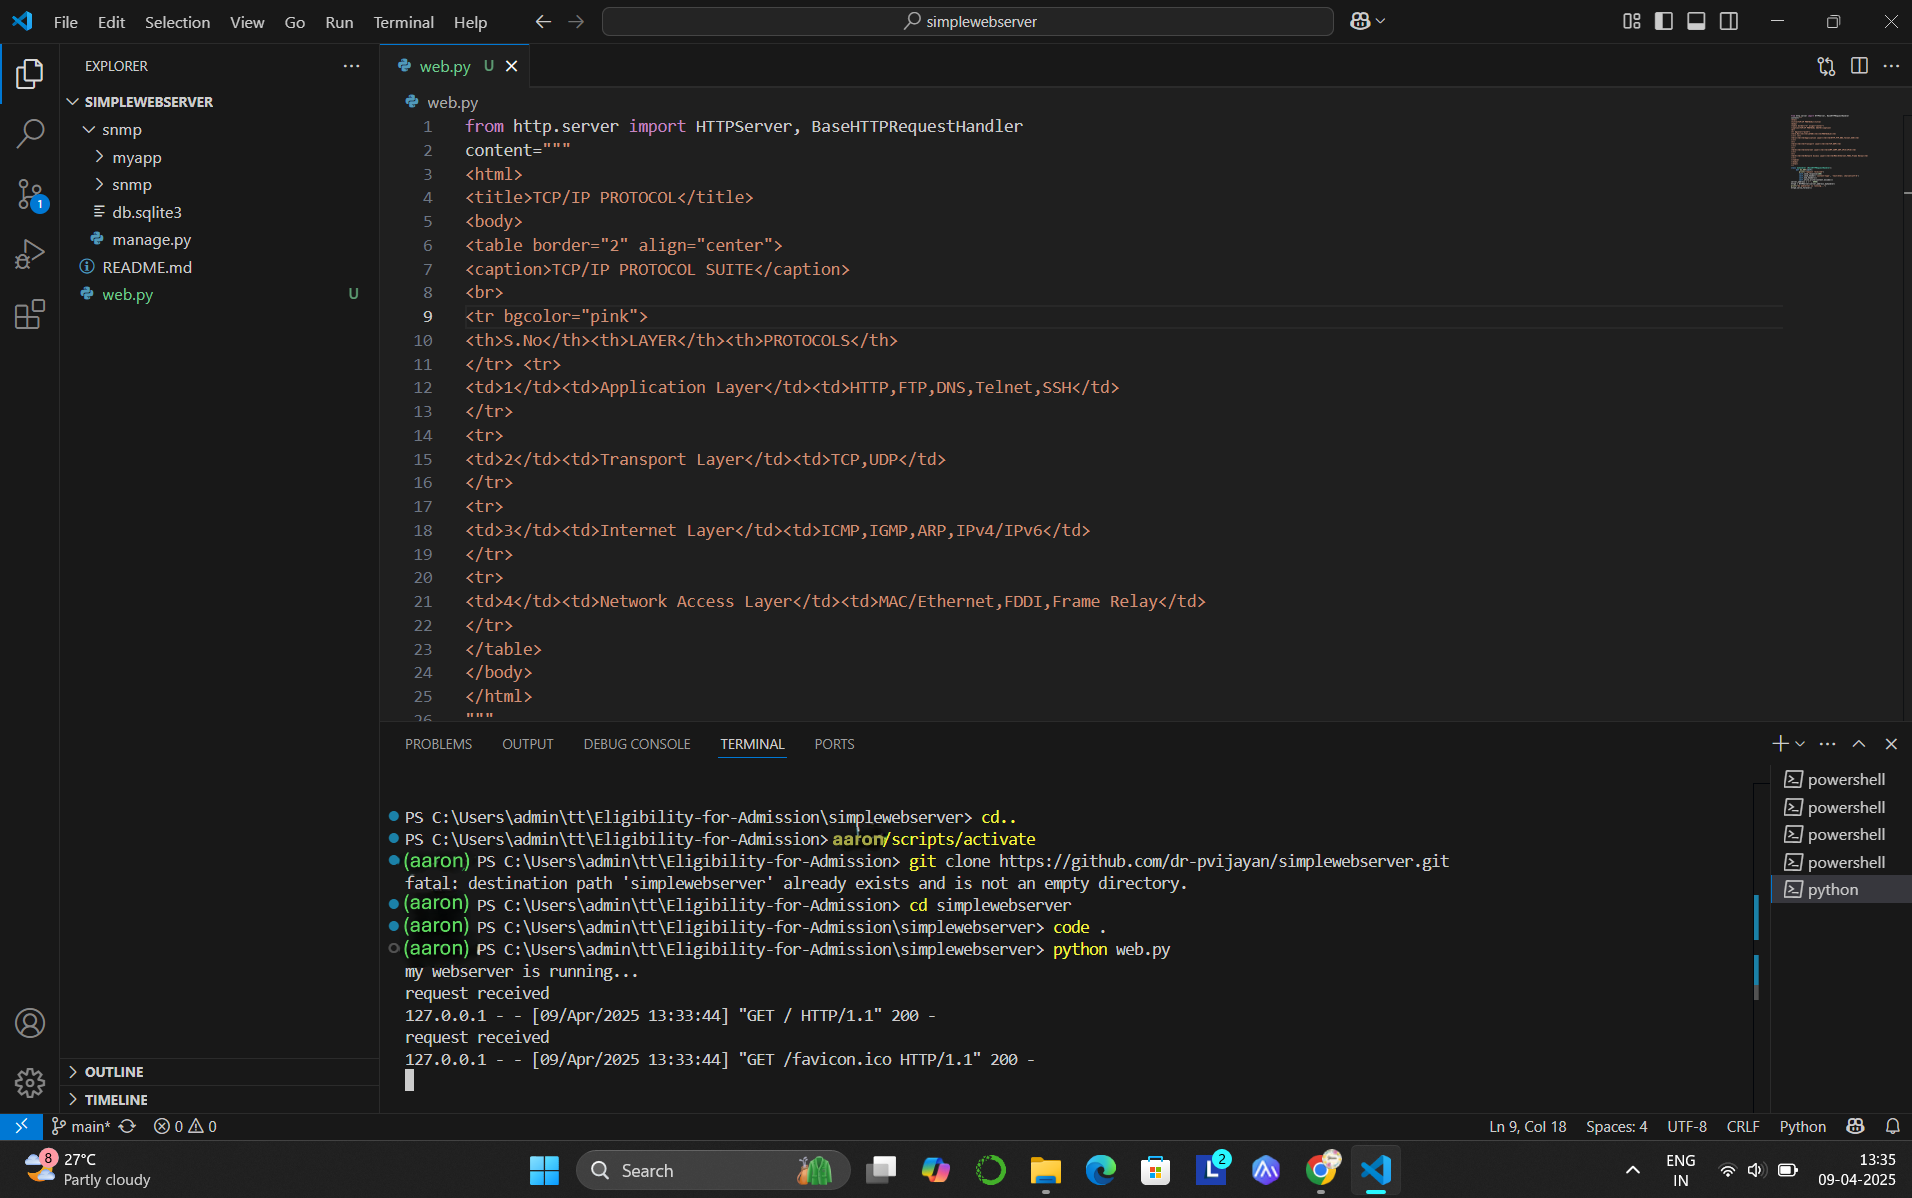 File Edit Selection View Go Run Terminal Help simplewebserver
EXPLORER
SIMPLEWEBSERVER
snmp
myapp
snmp
db.sqlite3
manage.py
README.md
web.py U
OUTLINE
TIMELINE
1
web.py U
web.py
1 from http.server import HTTPServer, BaseHTTPRequestHandler
2 content="""
3 <html>
4 <title>TCP/IP PROTOCOL</title>
5 <body>
6 <table border="2" align="center">
7 <caption>TCP/IP PROTOCOL SUITE</caption>
8 <br>
9 <tr bgcolor="pink">
10 <th>S.No</th><th>LAYER</th><th>PROTOCOLS</th>
11 </tr> <tr>
12 <td>1</td><td>Application Layer</td><td>HTTP,FTP,DNS,Telnet,SSH</td>
13 </tr>
14 <tr>
15 <td>2</td><td>Transport Layer</td><td>TCP,UDP</td>
16 </tr>
17 <tr>
18 <td>3</td><td>Internet Layer</td><td>ICMP,IGMP,ARP,IPv4/IPv6</td>
19 </tr>
20 <tr>
21 <td>4</td><td>Network Access Layer</td><td>MAC/Ethernet,FDDI,Frame Relay</td>
22 </tr>
23 </table>
24 </body>
25 </html>
26 """
PROBLEMS OUTPUT DEBUG CONSOLE TERMINAL PORTS
PS C:\Users\admin\tt\Eligibility-for-Admission\simplewebserver> cd..
PS C:\Users\admin\tt\Eligibility-for-Admission> aaron/scripts/activate
(aaron) PS C:\Users\admin\tt\Eligibility-for-Admission> git clone https://github.com/dr-pvijayan/simplewebserver.git
fatal: destination path 'simplewebserver' already exists and is not an empty directory.
(aaron) PS C:\Users\admin\tt\Eligibility-for-Admission> cd simplewebserver
(aaron) PS C:\Users\admin\tt\Eligibility-for-Admission\simplewebserver> code .
(aaron) PS C:\Users\admin\tt\Eligibility-for-Admission\simplewebserver> python web.py
my webserver is running...
request received
127.0.0.1 - - [09/Apr/2025 13:33:44] "GET / HTTP/1.1" 200 -
request received
127.0.0.1 - - [09/Apr/2025 13:33:44] "GET /favicon.ico HTTP/1.1" 200 -
powershell
powershell
powershell
powershell
python
main* 0 0 Ln 9, Col 18 Spaces: 4 UTF-8 CRLF Python
8 27°C
Partly cloudy
Search
L 2
ENG
IN
13:35
09-04-2025